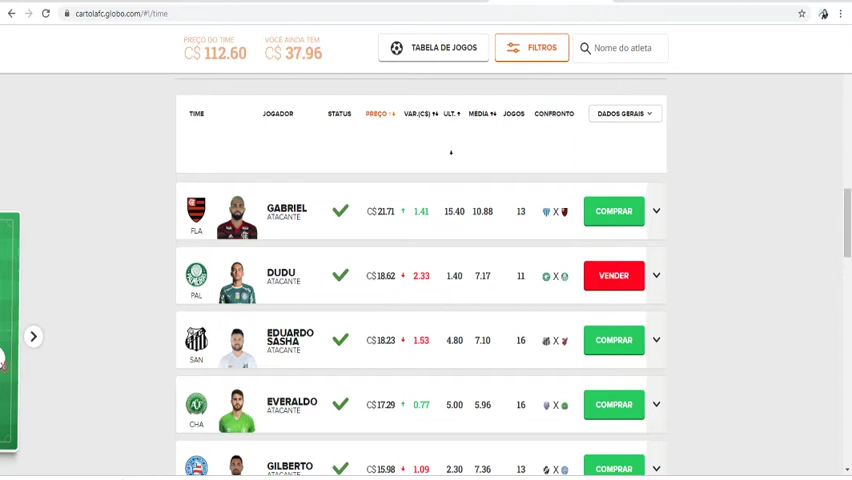 cartolafc.globo.com/#!/time
PREÇO DO TIME
C$ 112.60
VOCÊ AINDA TEM
C$ 37.96
TABELA DE JOGOS
FILTROS
Nome do atleta
TIME JOGADOR STATUS PREÇO VAR.(C$) ULT. MÉDIA JOGOS CONFRONTO DADOS GERAIS
FLA
GABRIEL
ATACANTE
C$ 21.71 1.41 15.40 10.88 13 X COMPRAR
PAL
DUDU
ATACANTE
C$ 18.62 2.33 1.40 7.17 11 X VENDER
SAN
EDUARDO
SASHA
ATACANTE
C$ 18.23 1.53 4.80 7.10 16 X COMPRAR
CHA
EVERALDO
ATACANTE
C$ 17.29 0.77 5.00 5.96 16 X COMPRAR
GILBERTO
ATACANTE
C$ 15.98 1.09 2.30 7.36 13 X COMPRAR